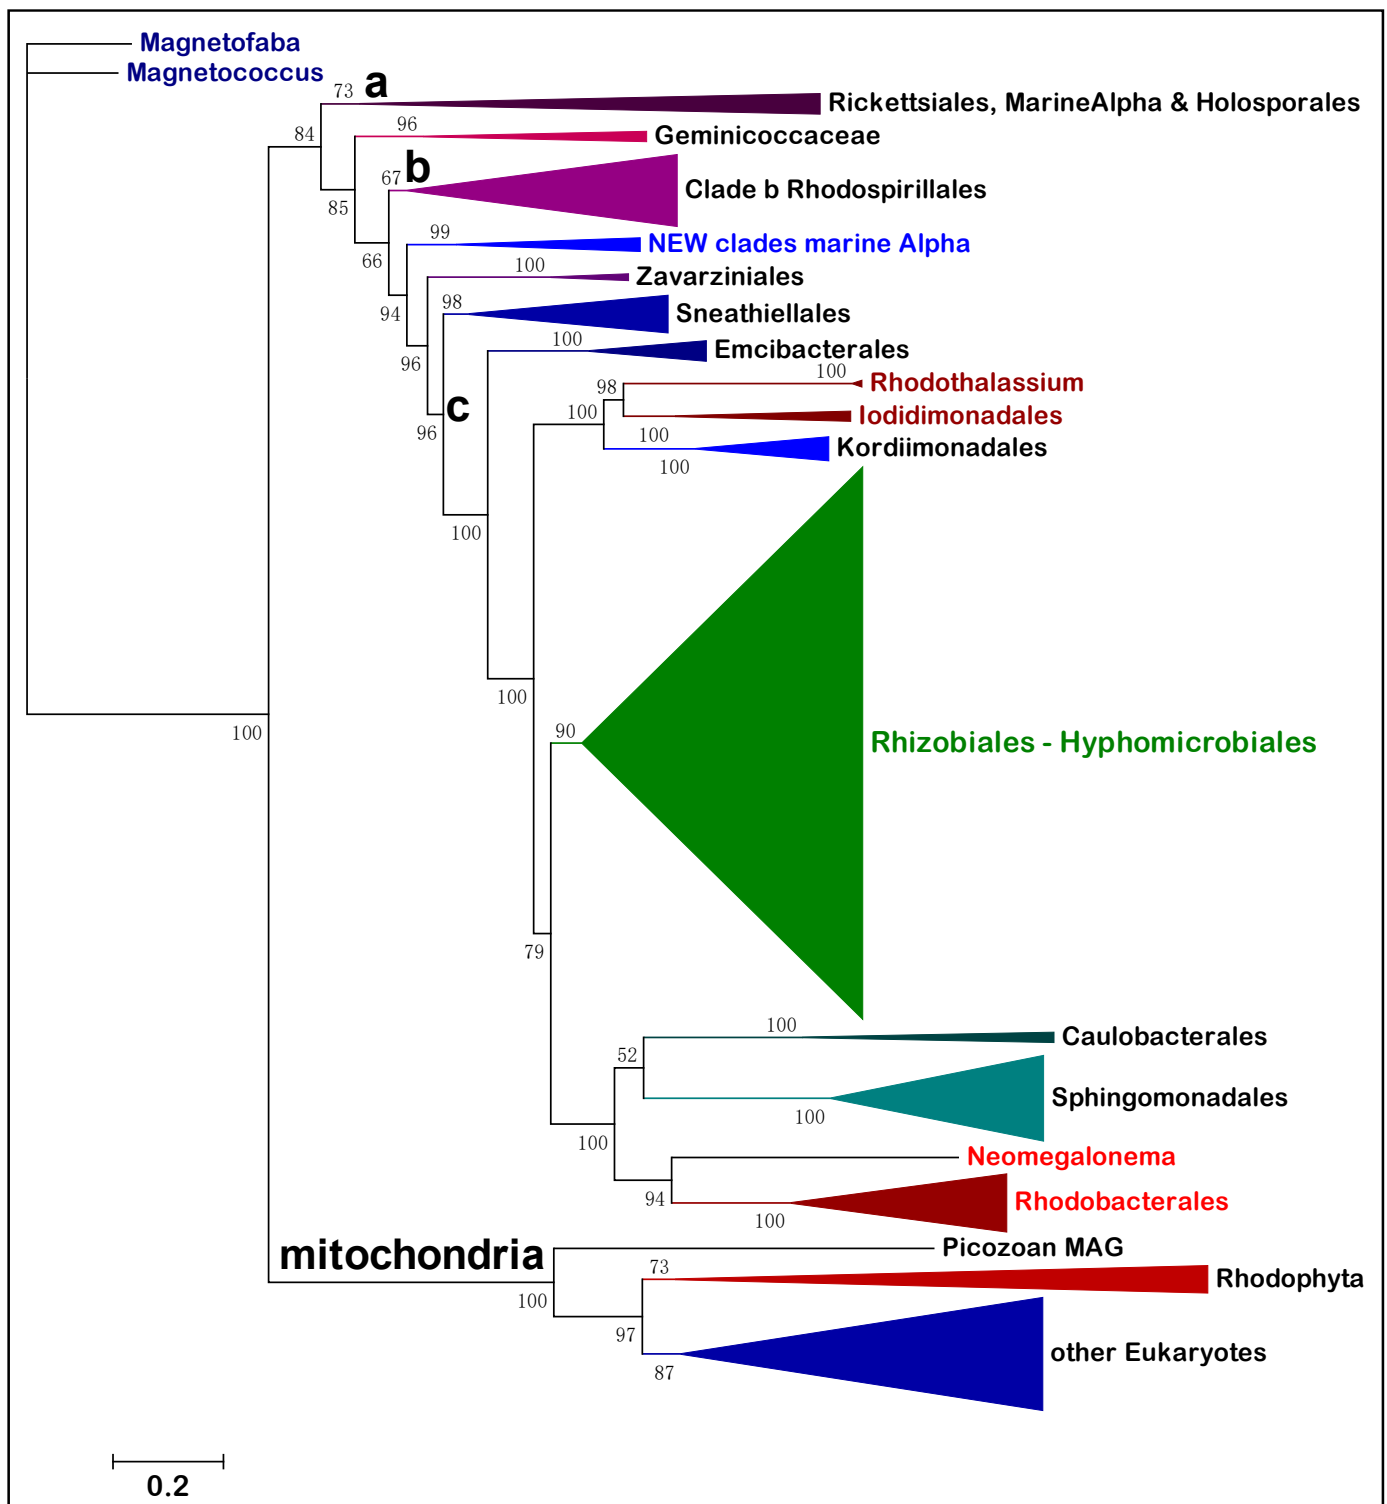 Magnetofaba
Magnetococcus
73 a
Rickettsiales, MarineAlpha & Holosporales
84
96
Geminicoccaceae
67 b
Clade b Rhodospirillales
85
99
NEW clades marine Alpha
66
100
Zavarziniales
98
Sneathiellales
94
100
Emcibacterales
96
100
Rhodothalassium
98
c
100
Iodidimonadales
96
100
Kordiimonadales
100
100
100
100
90
Rhizobiales - Hyphomicrobiales
79
100
Caulobacterales
52
Sphingomonadales
100
100
Neomegalonema
94
Rhodobacterales
100
mitochondria
Picozoan MAG
73
Rhodophyta
100
97
other Eukaryotes
87
0.2